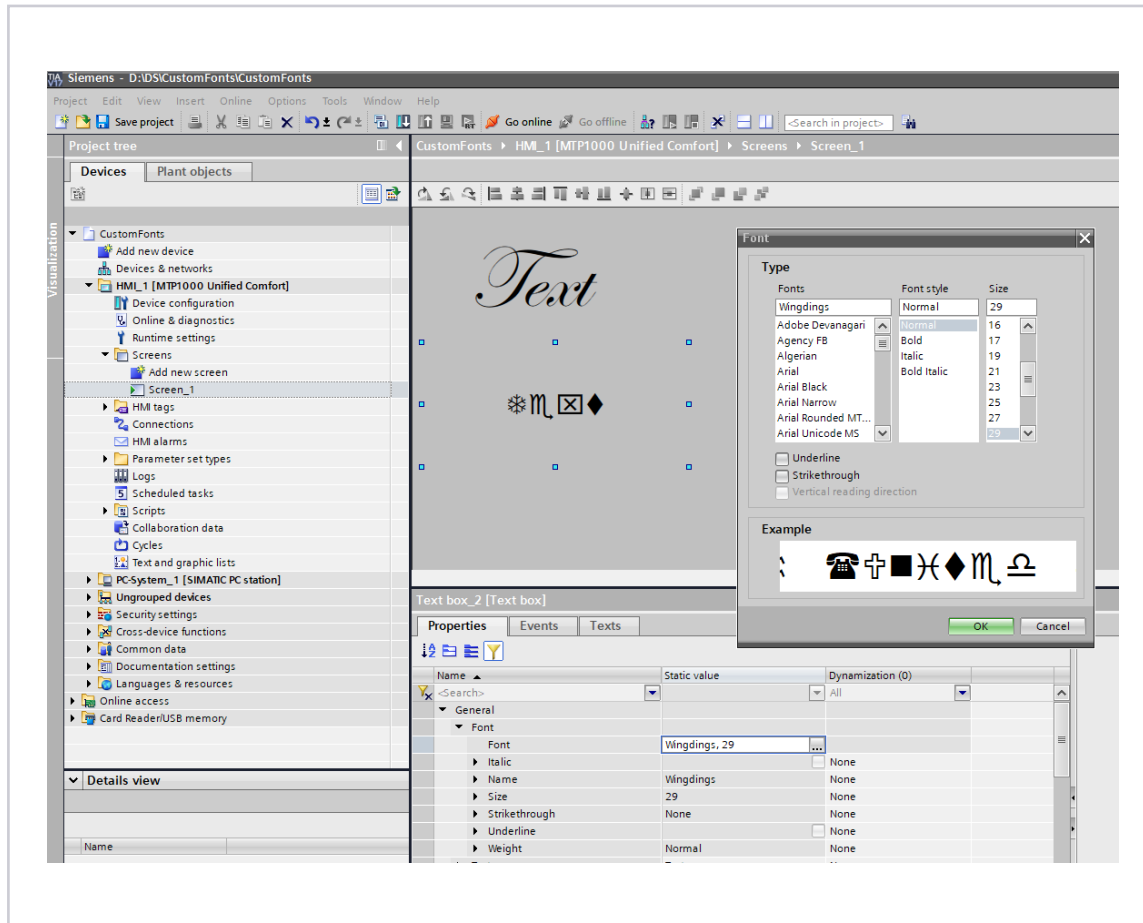 Siemens - D:\DS\CustomFonts\CustomFonts
Project Edit View Insert Online Options Tools Window Help
Save project Go online Go offline <Search in project>
Project tree
CustomFonts HMI_1 [MTP1000 Unified Comfort] Screens Screen_1
Devices Plant objects
Visualization
CustomFonts
Add new device
Devices & networks
HMI_1 [MTP1000 Unified Comfort]
Device configuration
Online & diagnostics
Runtime settings
Screens
Add new screen
Screen_1
HMI tags
Connections
HMI alarms
Parameter set types
Logs
Scheduled tasks
Scripts
Collaboration data
Cycles
Text and graphic lists
PC-System_1 [SIMATIC PC station]
Ungrouped devices
Security settings
Cross-device functions
Common data
Documentation settings
Languages & resources
Online access
Card Reader/USB memory
Details view
Name
Text
❄♏⌧⬧
Font
Type
Fonts Font style Size
Wingdings Normal 29
Adobe Devanagari Normal 16
Agency FB Bold 17
Algerian Italic 19
Arial Bold Italic 21
Arial Black 23
Arial Narrow 25
Arial Rounded MT... 27
Arial Unicode MS 29
Underline
Strikethrough
Vertical reading direction
Example
☎✞■♓⬧♏♎
OK Cancel
Text box_2 [Text box]
Properties Events Texts
Name Static value Dynamization (0)
<Search> All
General
Font
Font Wingdings, 29 ...
Italic None
Name Wingdings None
Size 29 None
Strikethrough None None
Underline None
Weight Normal None